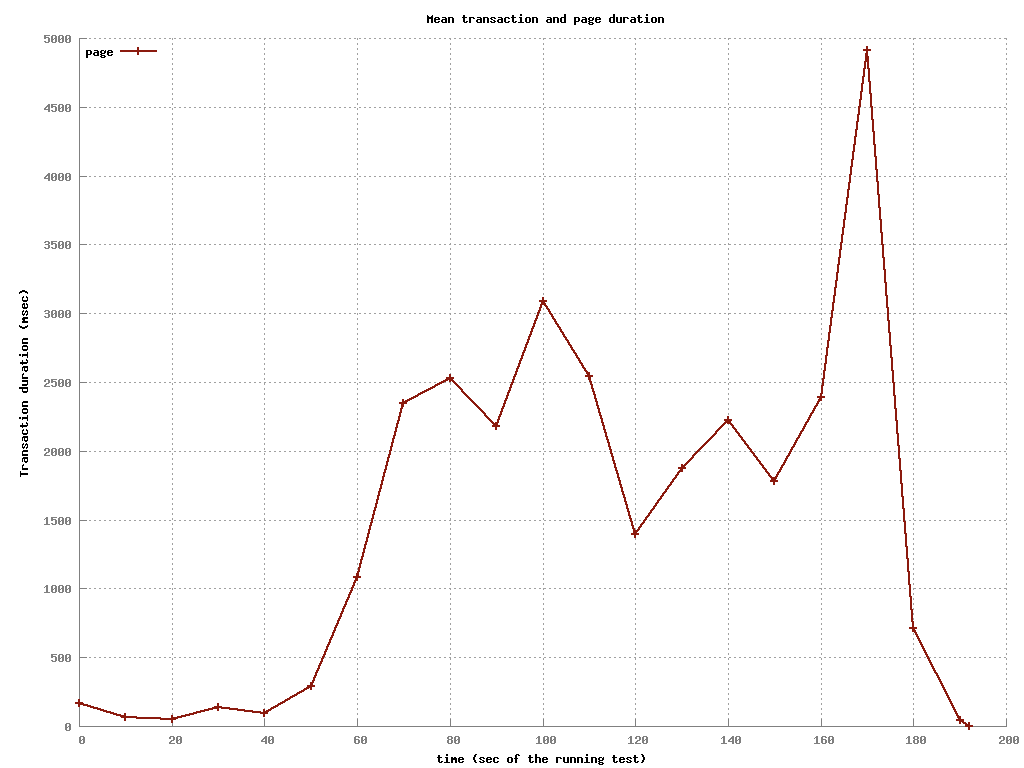 Mean transaction and page duration
page
5000
4500
4000
3500
3000
2500
2000
1500
1000
500
0
Transaction duration (msec)
0 20 40 60 80 100 120 140 160 180 200
time (sec of the running test)